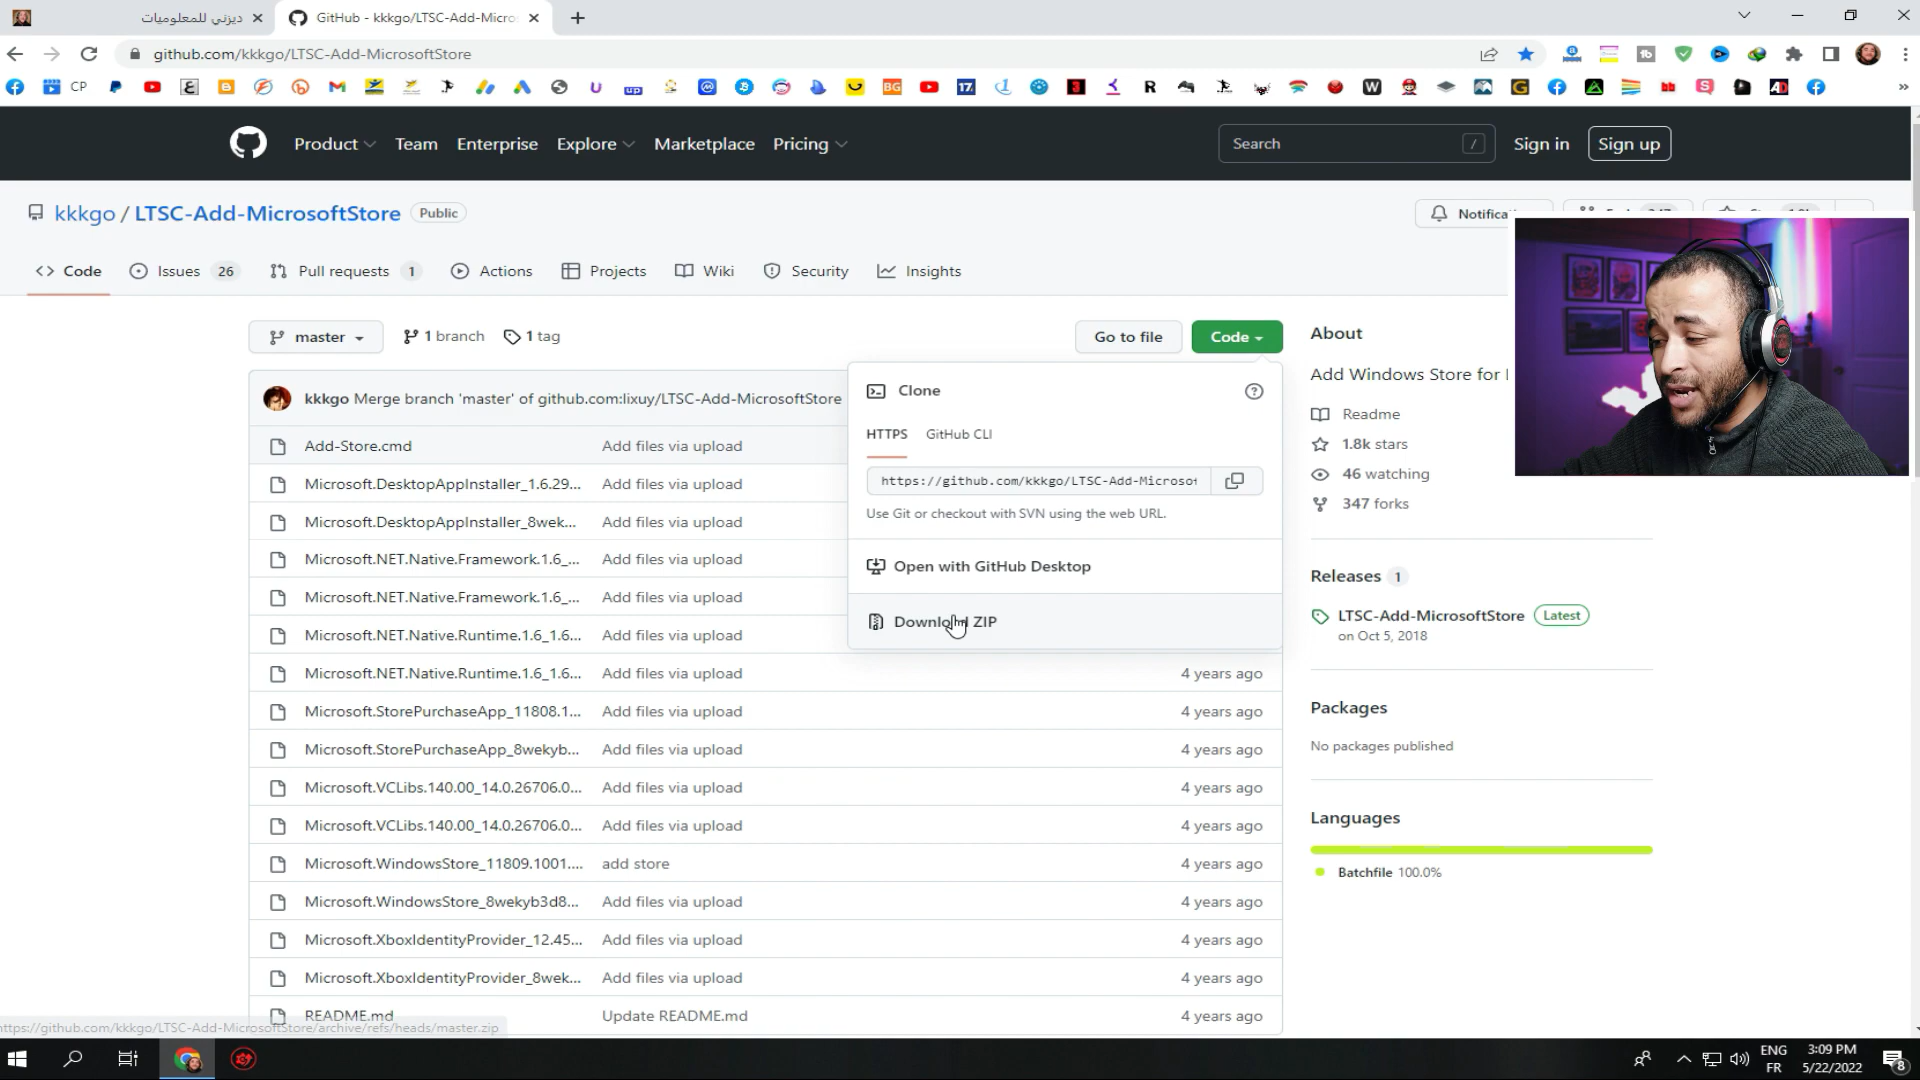 ديزني للمعلوميات
GitHub - kkkgo/LTSC-Add-Micro
github.com/kkkgo/LTSC-Add-MicrosoftStore
CP
Product Team Enterprise Explore Marketplace Pricing Search / Sign in Sign up
kkkgo / LTSC-Add-MicrosoftStore Public
Code Issues 26 Pull requests 1 Actions Projects Wiki Security Insights
master 1 branch 1 tag Go to file Code
kkkgo Merge branch 'master' of github.com:lixuy/LTSC-Add-MicrosoftStore
Add-Store.cmd Add files via upload
Microsoft.DesktopAppInstaller_1.6.29... Add files via upload
Microsoft.DesktopAppInstaller_8wek... Add files via upload
Microsoft.NET.Native.Framework.1.6_... Add files via upload
Microsoft.NET.Native.Framework.1.6_... Add files via upload
Microsoft.NET.Native.Runtime.1.6_1.6... Add files via upload
Microsoft.NET.Native.Runtime.1.6_1.6... Add files via upload 4 years ago
Microsoft.StorePurchaseApp_11808.1... Add files via upload 4 years ago
Microsoft.StorePurchaseApp_8wekyb... Add files via upload 4 years ago
Microsoft.VCLibs.140.00_14.0.26706.0... Add files via upload 4 years ago
Microsoft.VCLibs.140.00_14.0.26706.0... Add files via upload 4 years ago
Microsoft.WindowsStore_11809.1001.... add store 4 years ago
Microsoft.WindowsStore_8wekyb3d8... Add files via upload 4 years ago
Microsoft.XboxIdentityProvider_12.45... Add files via upload 4 years ago
Microsoft.XboxIdentityProvider_8wek... Add files via upload 4 years ago
README.md Update README.md 4 years ago
Clone
HTTPS GitHub CLI
https://github.com/kkkgo/LTSC-Add-Microsof
Use Git or checkout with SVN using the web URL.
Open with GitHub Desktop
Download ZIP
About
Add Windows Store for
Readme
1.8k stars
46 watching
347 forks
Releases 1
LTSC-Add-MicrosoftStore Latest
on Oct 5, 2018
Packages
No packages published
Languages
Batchfile 100.0%
https://github.com/kkkgo/LTSC-Add-MicrosoftStore/archive/refs/heads/master.zip
ENG
FR
3:09 PM
5/22/2022
8